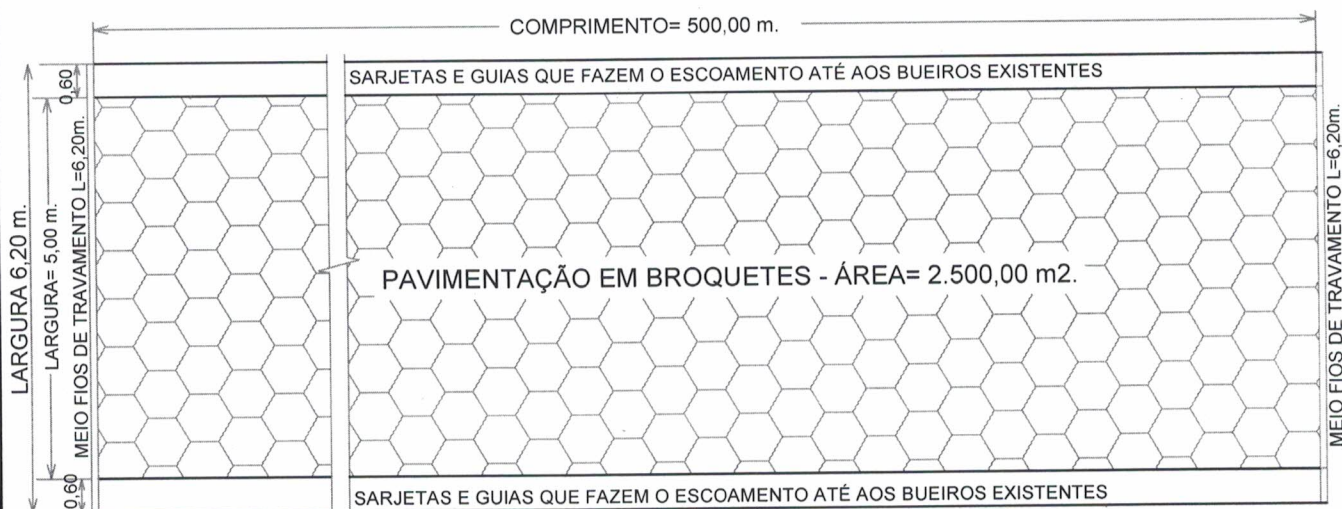 COMPRIMENTO= 500,00 m.
SARJETAS E GUIAS QUE FAZEM O ESCOAMENTO ATÉ AOS BUEIROS EXISTENTES
0,60
LARGURA 6,20 m.
LARGURA= 5,00 m.
MEIO FIOS DE TRAVAMENTO L=6,20m.
PAVIMENTAÇÃO EM BROQUETES - ÁREA= 2.500,00 m2.
MEIO FIOS DE TRAVAMENTO L=6,20m.
0,60
SARJETAS E GUIAS QUE FAZEM O ESCOAMENTO ATÉ AOS BUEIROS EXISTENTES